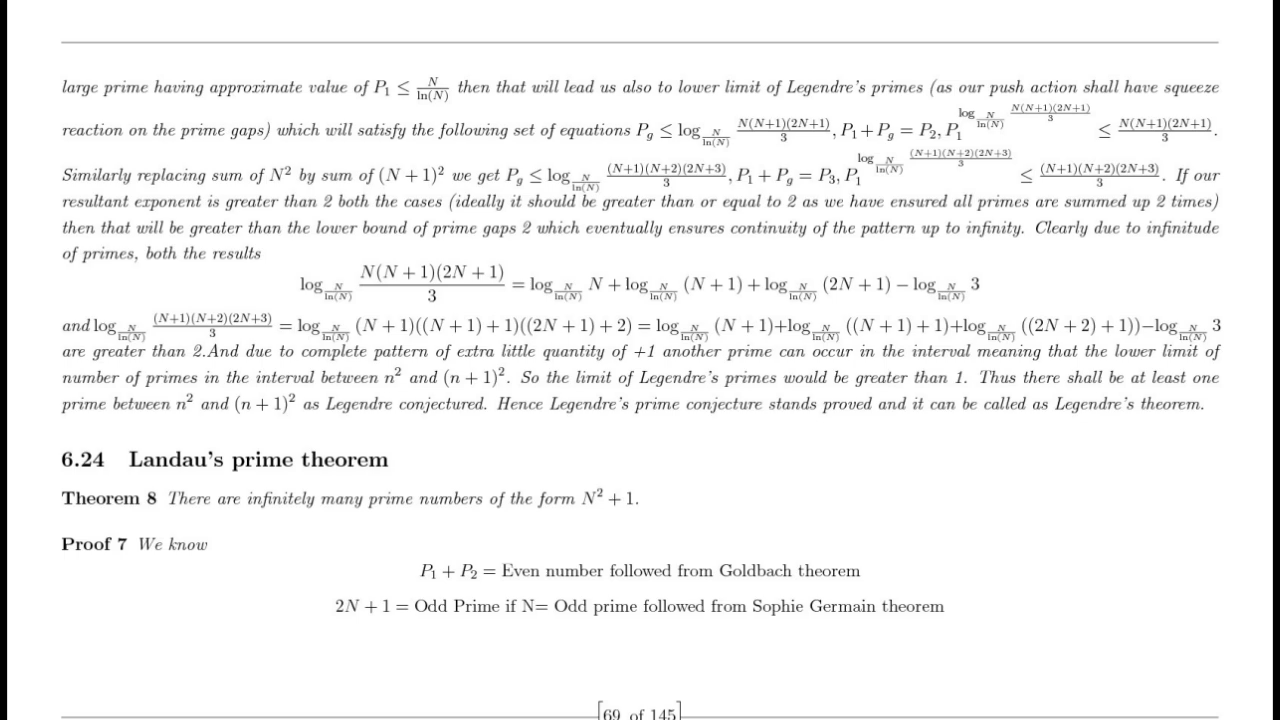 large prime having approximate value of P₁ ≤ N/ln(N) then that will lead us also to lower limit of Legendre's primes (as our push action shall have squeeze
reaction on the prime gaps) which will satisfy the following set of equations P_g ≤ log_{N/ln(N)} N(N+1)(2N+1)/3, P₁ + P_g = P₂, P₁^{log_{N/ln(N)} N(N+1)(2N+1)/3} ≤ N(N+1)(2N+1)/3.
Similarly replacing sum of N² by sum of (N + 1)² we get P_g ≤ log_{N/ln(N)} (N+1)(N+2)(2N+3)/3, P₁ + P_g = P₃, P₁^{log_{N/ln(N)} (N+1)(N+2)(2N+3)/3} ≤ (N+1)(N+2)(2N+3)/3. If our
resultant exponent is greater than 2 both the cases (ideally it should be greater than or equal to 2 as we have ensured all primes are summed up 2 times)
then that will be greater than the lower bound of prime gaps 2 which eventually ensures continuity of the pattern up to infinity. Clearly due to infinitude
of primes, both the results
log_{N/ln(N)} N(N + 1)(2N + 1)/3 = log_{N/ln(N)} N + log_{N/ln(N)} (N + 1) + log_{N/ln(N)} (2N + 1) − log_{N/ln(N)} 3
and log_{N/ln(N)} (N+1)(N+2)(2N+3)/3 = log_{N/ln(N)} (N + 1)((N + 1) + 1)((2N + 1) + 2) = log_{N/ln(N)} (N + 1)+log_{N/ln(N)} ((N + 1) + 1)+log_{N/ln(N)} ((2N + 2) + 1))−log_{N/ln(N)} 3
are greater than 2.And due to complete pattern of extra little quantity of +1 another prime can occur in the interval meaning that the lower limit of
number of primes in the interval between n² and (n + 1)². So the limit of Legendre's primes would be greater than 1. Thus there shall be at least one
prime between n² and (n + 1)² as Legendre conjectured. Hence Legendre's prime conjecture stands proved and it can be called as Legendre's theorem.
6.24 Landau's prime theorem
Theorem 8 There are infinitely many prime numbers of the form N² + 1.
Proof 7 We know
P₁ + P₂ = Even number followed from Goldbach theorem
2N + 1 = Odd Prime if N= Odd prime followed from Sophie Germain theorem
[69 of 145]